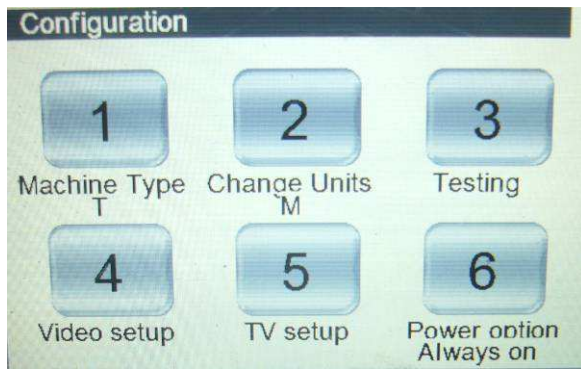 Configuration
1
2
3
Machine Type
T
Change Units
M
Testing
4
5
6
Video setup
TV setup
Power option
Always on